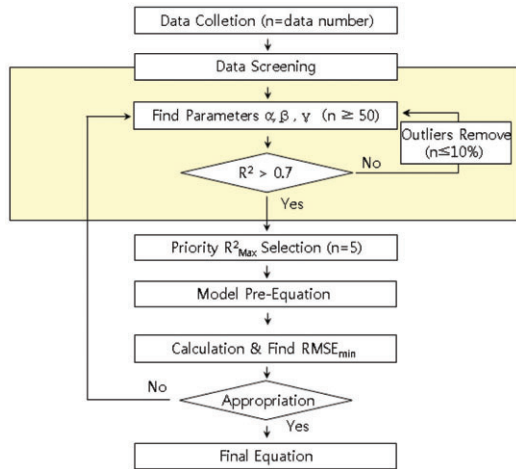 Data Colletion (n=data number)
Data Screening
Find Parameters α,β , γ (n ≥ 50)
Outliers Remove
(n≤10%)
No
R² > 0.7
Yes
Priority R²Max Selection (n=5)
Model Pre-Equation
Calculation & Find RMSEmin
No
Appropriation
Yes
Final Equation